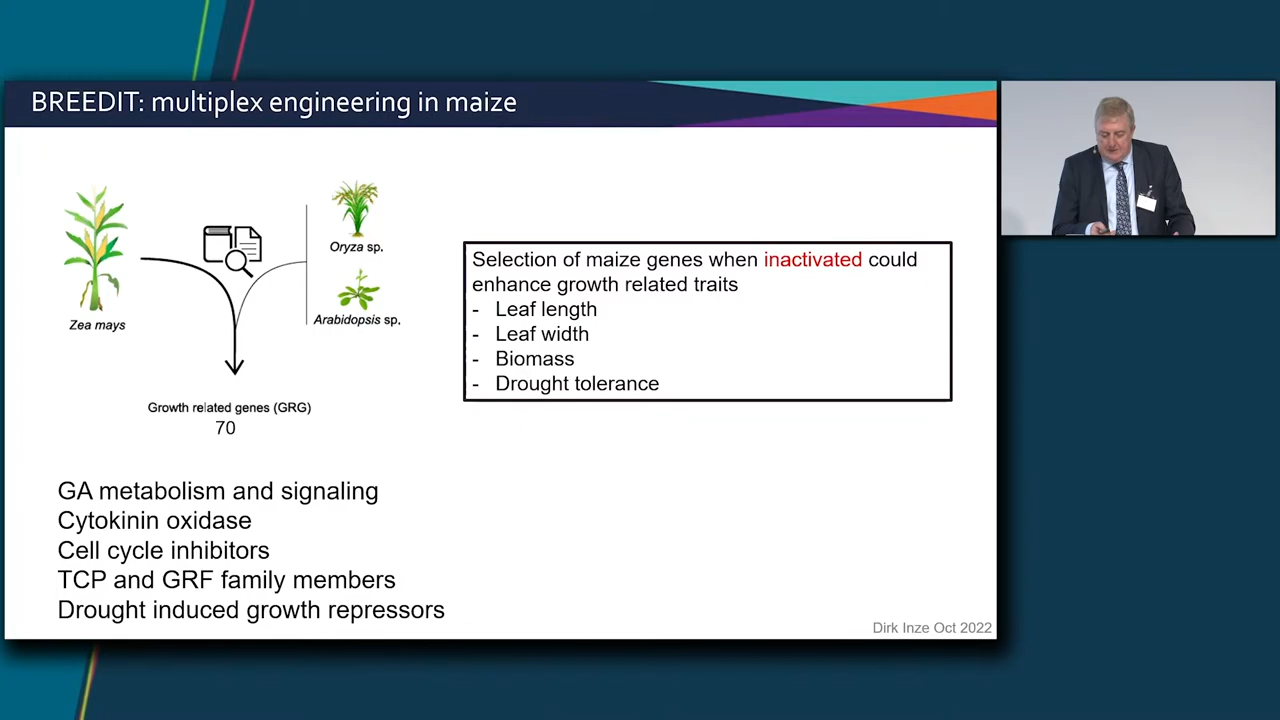 BREEDIT: multiplex engineering in maize
Oryza sp.
Zea mays
Arabidopsis sp.
Growth related genes (GRG)
70
Selection of maize genes when inactivated could
enhance growth related traits
- Leaf length
- Leaf width
- Biomass
- Drought tolerance
GA metabolism and signaling
Cytokinin oxidase
Cell cycle inhibitors
TCP and GRF family members
Drought induced growth repressors
Dirk Inze Oct 2022